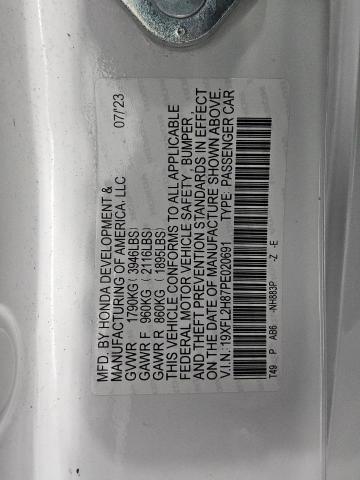 MFD. BY HONDA DEVELOPMENT & 07/'23
MANUFACTURING OF AMERICA, LLC
GVWR 1790KG ( 3946LBS)
GAWR F 960KG ( 2116LBS)
GAWR R 860KG ( 1895LBS)
THIS VEHICLE CONFORMS TO ALL APPLICABLE
FEDERAL MOTOR VEHICLE SAFETY , BUMPER ,
AND THEFT PREVENTION STANDARDS IN EFFECT
ON THE DATE OF MANUFACTURE SHOWN ABOVE.
V.I.N.:19XFL2H87PE020691 TYPE: PASSENGER CAR
T49 P AB6 -NH883P -Z -E